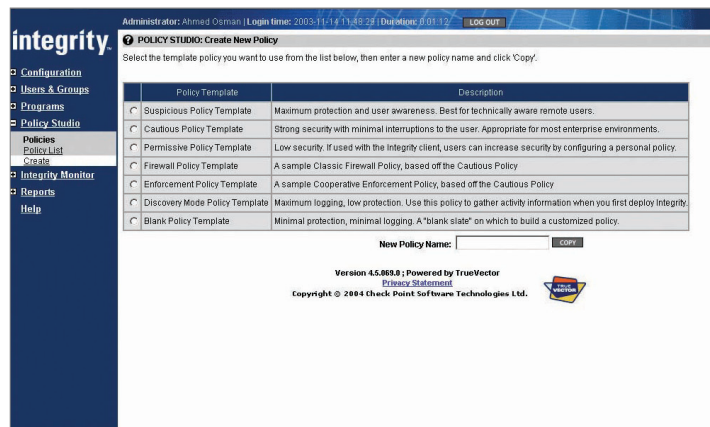 Administrator: Ahmed Osman | Login time: 2003-11-14 11:48:29 | Duration: 0:01:12 LOG OUT
integrity
POLICY STUDIO: Create New Policy
Select the template policy you want to use from the list below, then enter a new policy name and click 'Copy'.
Configuration
Users & Groups
Programs
Policy Studio
Policies
Policy List
Create
Integrity Monitor
Reports
Help
Policy Template Description
Suspicious Policy Template Maximum protection and user awareness. Best for technically aware remote users.
Cautious Policy Template Strong security with minimal interruptions to the user. Appropriate for most enterprise environments.
Permissive Policy Template Low security. If used with the Integrity client, users can increase security by configuring a personal policy.
Firewall Policy Template A sample Classic Firewall Policy, based off the Cautious Policy
Enforcement Policy Template A sample Cooperative Enforcement Policy, based off the Cautious Policy
Discovery Mode Policy Template Maximum logging, low protection. Use this policy to gather activity information when you first deploy Integrity.
Blank Policy Template Minimal protection, minimal logging. A "blank slate" on which to build a customized policy.
New Policy Name: COPY
Version 4.5.069.0 ; Powered by TrueVector
Privacy Statement
Copyright © 2004 Check Point Software Technologies Ltd.
TRUE
VECTOR